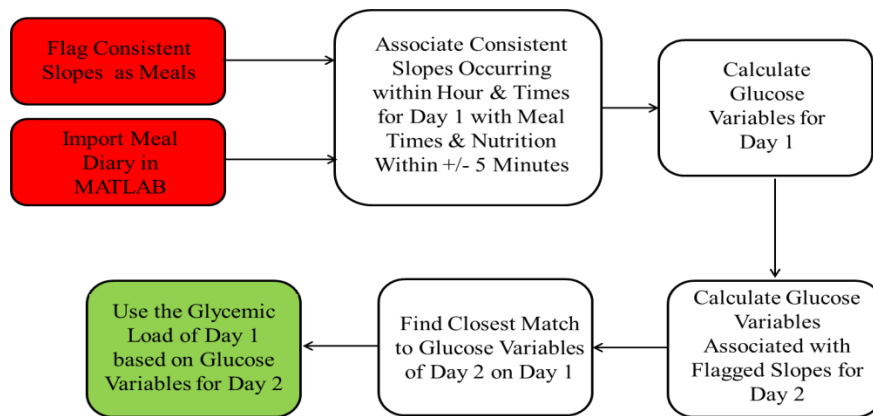 Flag Consistent
Slopes as Meals
Import Meal
Diary in
MATLAB
Associate Consistent
Slopes Occurring
within Hour & Times
for Day 1 with Meal
Times & Nutrition
Within +/- 5 Minutes
Calculate
Glucose
Variables for
Day 1
Calculate Glucose
Variables
Associated with
Flagged Slopes for
Day 2
Find Closest Match
to Glucose Variables
of Day 2 on Day 1
Use the Glycemic
Load of Day 1
based on Glucose
Variables for Day 2